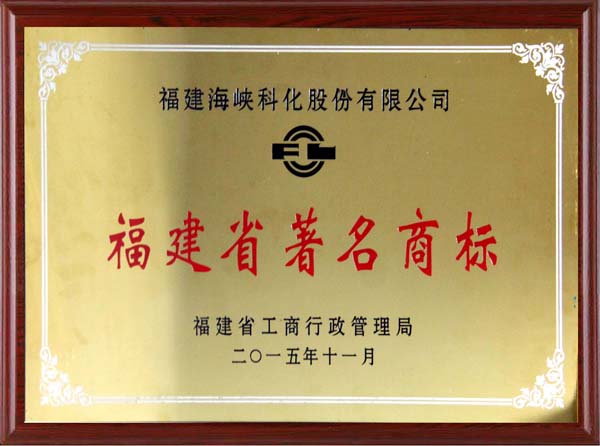 福建海峡科化股份有限公司
FL
福建省著名商标
福建省工商行政管理局
二〇一五年十一月